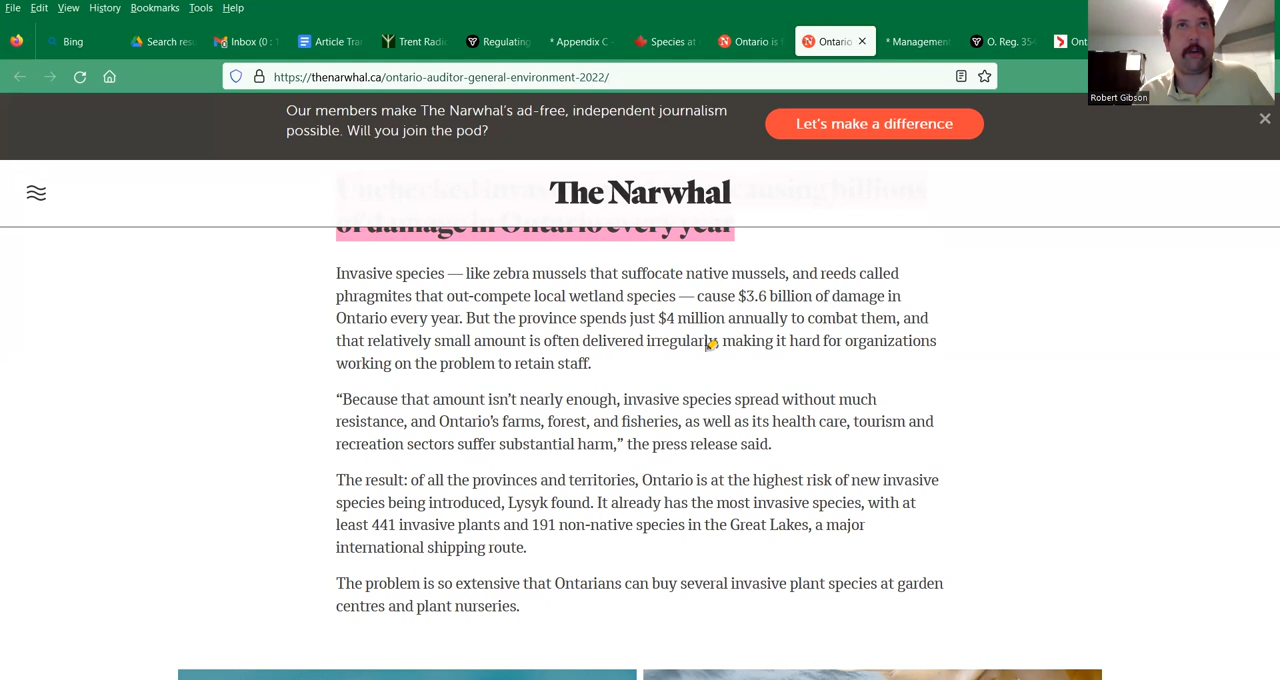 File Edit View History Bookmarks Tools Help
Bing
Search res
Inbox (0 :
Article Tra
Trent Radi
Regulating
* Appendix C -
Species at
Ontario is
Ontario
* Management
O. Reg. 35
Ont
https://thenarwhal.ca/ontario-auditor-general-environment-2022/
Robert Gibson
Our members make The Narwhal's ad-free, independent journalism
possible. Will you join the pod?
Let's make a difference
The Narwhal
of damage in Ontario every year
Invasive species — like zebra mussels that suffocate native mussels, and reeds called
phragmites that out-compete local wetland species — cause $3.6 billion of damage in
Ontario every year. But the province spends just $4 million annually to combat them, and
that relatively small amount is often delivered irregularly, making it hard for organizations
working on the problem to retain staff.
“Because that amount isn’t nearly enough, invasive species spread without much
resistance, and Ontario’s farms, forest, and fisheries, as well as its health care, tourism and
recreation sectors suffer substantial harm,” the press release said.
The result: of all the provinces and territories, Ontario is at the highest risk of new invasive
species being introduced, Lysyk found. It already has the most invasive species, with at
least 441 invasive plants and 191 non-native species in the Great Lakes, a major
international shipping route.
The problem is so extensive that Ontarians can buy several invasive plant species at garden
centres and plant nurseries.